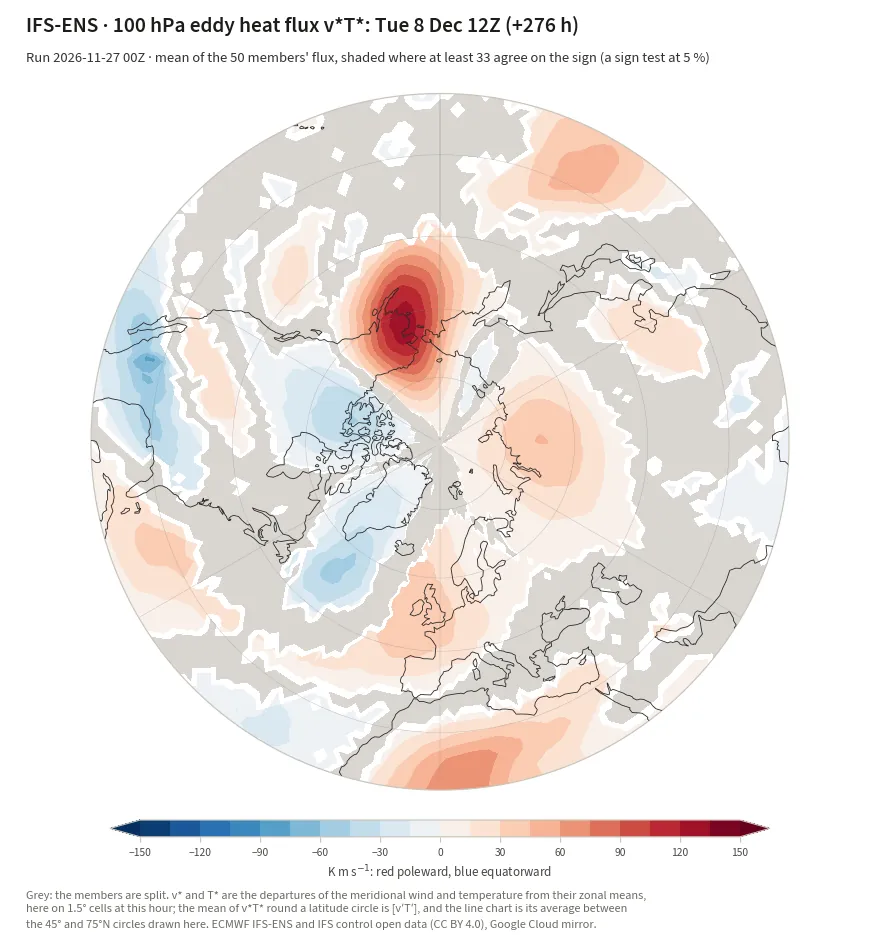 IFS-ENS · 100 hPa eddy heat flux v*T*: Tue 8 Dec 12Z (+276 h)
Run 2026-11-27 00Z · mean of the 50 members' flux, shaded where at least 33 agree on the sign (a sign test at 5 %)
−150 −120 −90 −60 −30 0 30 60 90 120 150
K m s⁻¹: red poleward, blue equatorward
Grey: the members are split. v* and T* are the departures of the meridional wind and temperature from their zonal means,
here on 1.5° cells at this hour; the mean of v*T* round a latitude circle is [v′T′], and the line chart is its average between
the 45° and 75°N circles drawn here. ECMWF IFS-ENS and IFS control open data (CC BY 4.0), Google Cloud mirror.